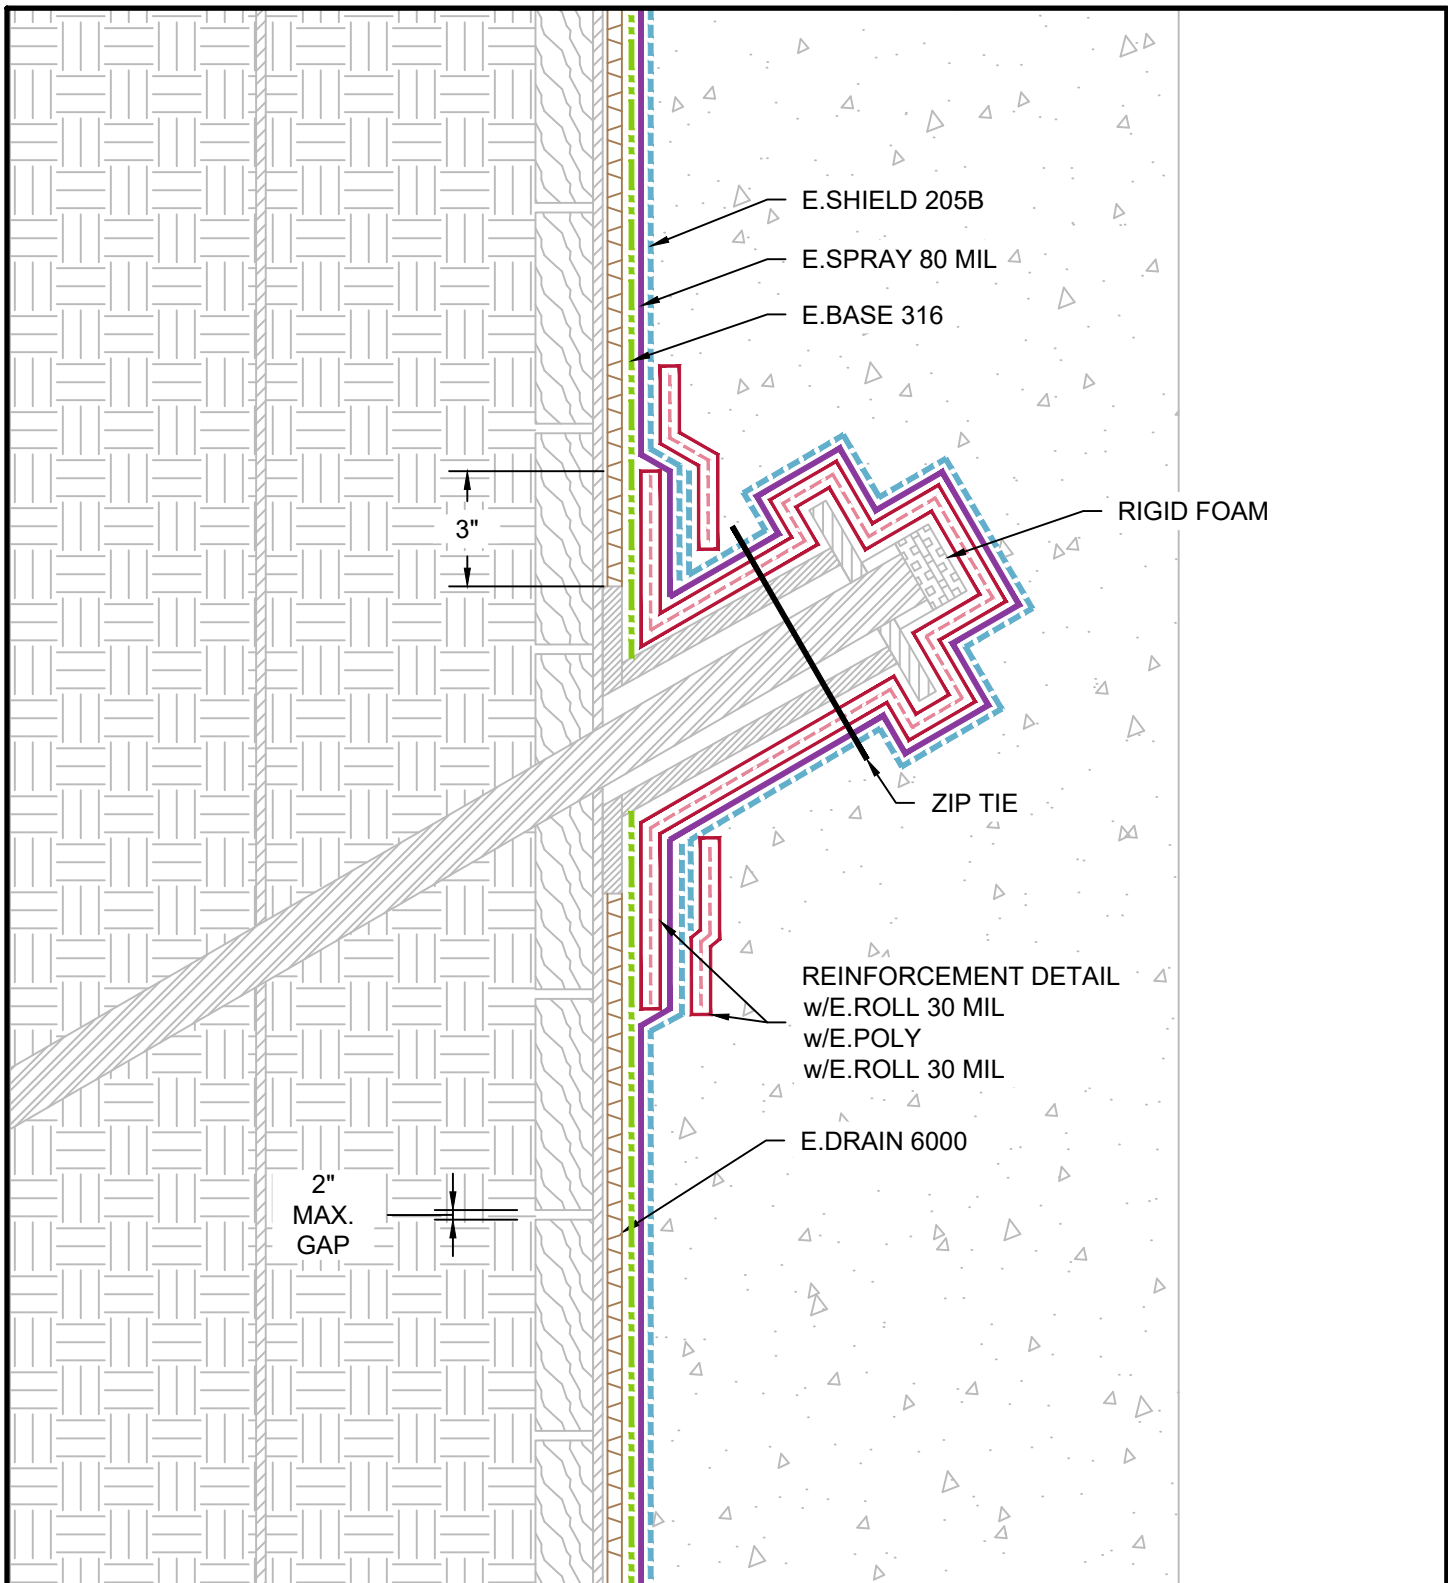 E.SHIELD 205B
E.SPRAY 80 MIL
E.BASE 316
RIGID FOAM
3"
ZIP TIE
REINFORCEMENT DETAIL
w/E.ROLL 30 MIL
w/E.POLY
w/E.ROLL 30 MIL
E.DRAIN 6000
2"
MAX.
GAP